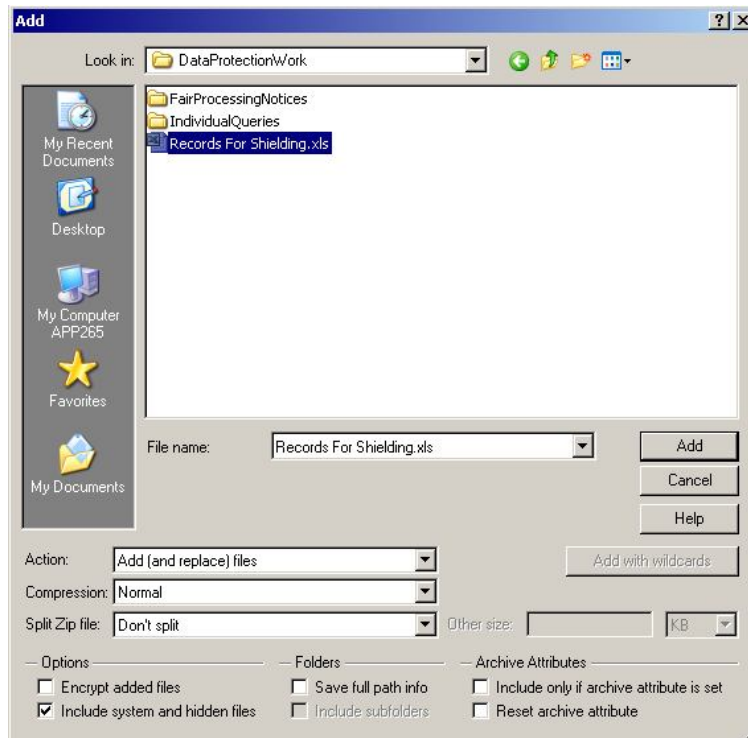 Add
Look in: DataProtectionWork
My Recent Documents
Desktop
My Computer APP265
Favorites
My Documents
FairProcessingNotices
IndividualQueries
Records For Shielding.xls
File name: Records For Shielding.xls
Add
Cancel
Help
Action: Add (and replace) files
Add with wildcards
Compression: Normal
Split Zip file: Don't split Other size: KB
Options
Encrypt added files
Include system and hidden files
Folders
Save full path info
Include subfolders
Archive Attributes
Include only if archive attribute is set
Reset archive attribute